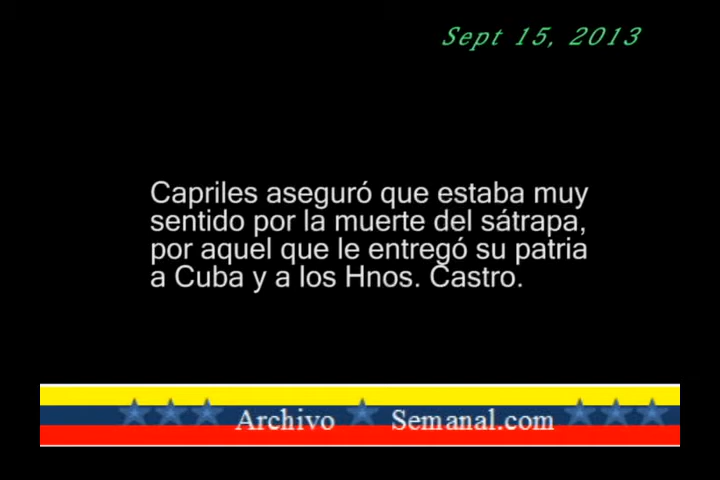 Sept 15, 2013
Capriles aseguró que estaba muy
sentido por la muerte del sátrapa,
por aquel que le entregó su patria
a Cuba y a los Hnos. Castro.
Archivo Semanal.com